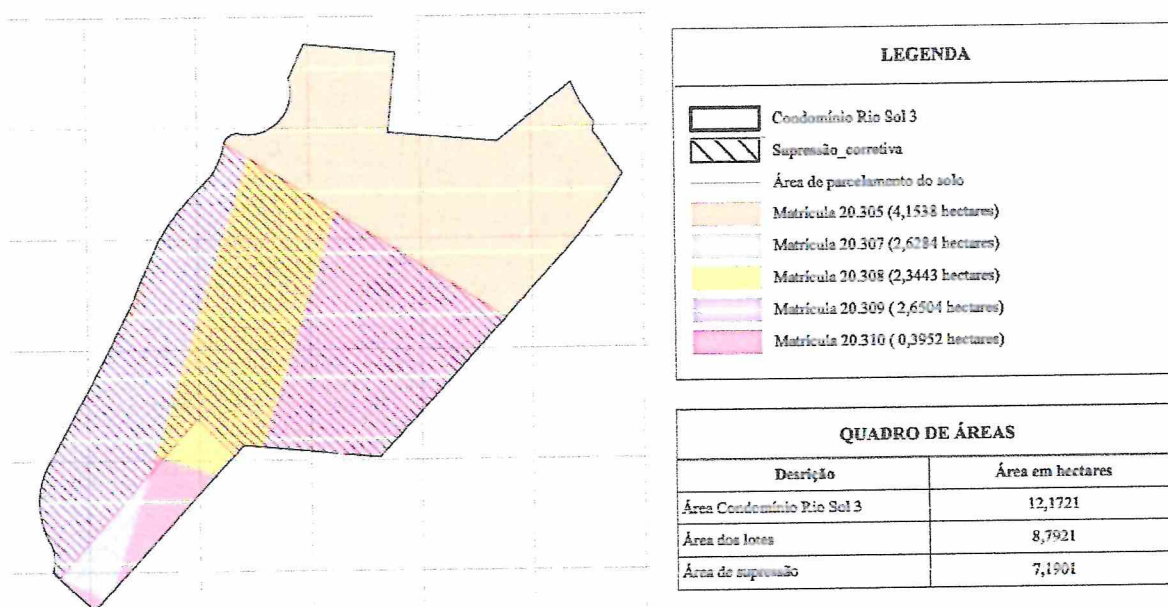 LEGENDA
Condomínio Rio Sol 3
Supressão_corretiva
Área de parcelamento do solo
Matrícula 20.305 (4,1538 hectares)
Matrícula 20.307 (2,6284 hectares)
Matrícula 20.308 (2,3443 hectares)
Matrícula 20.309 ( 2,6504 hectares)
Matrícula 20.310 ( 0,3952 hectares)
QUADRO DE ÁREAS
Desrição Área em hectares
Área Condomínio Rio Sol 3 12,1721
Área dos lotes 8,7921
Área de supressão 7,1901